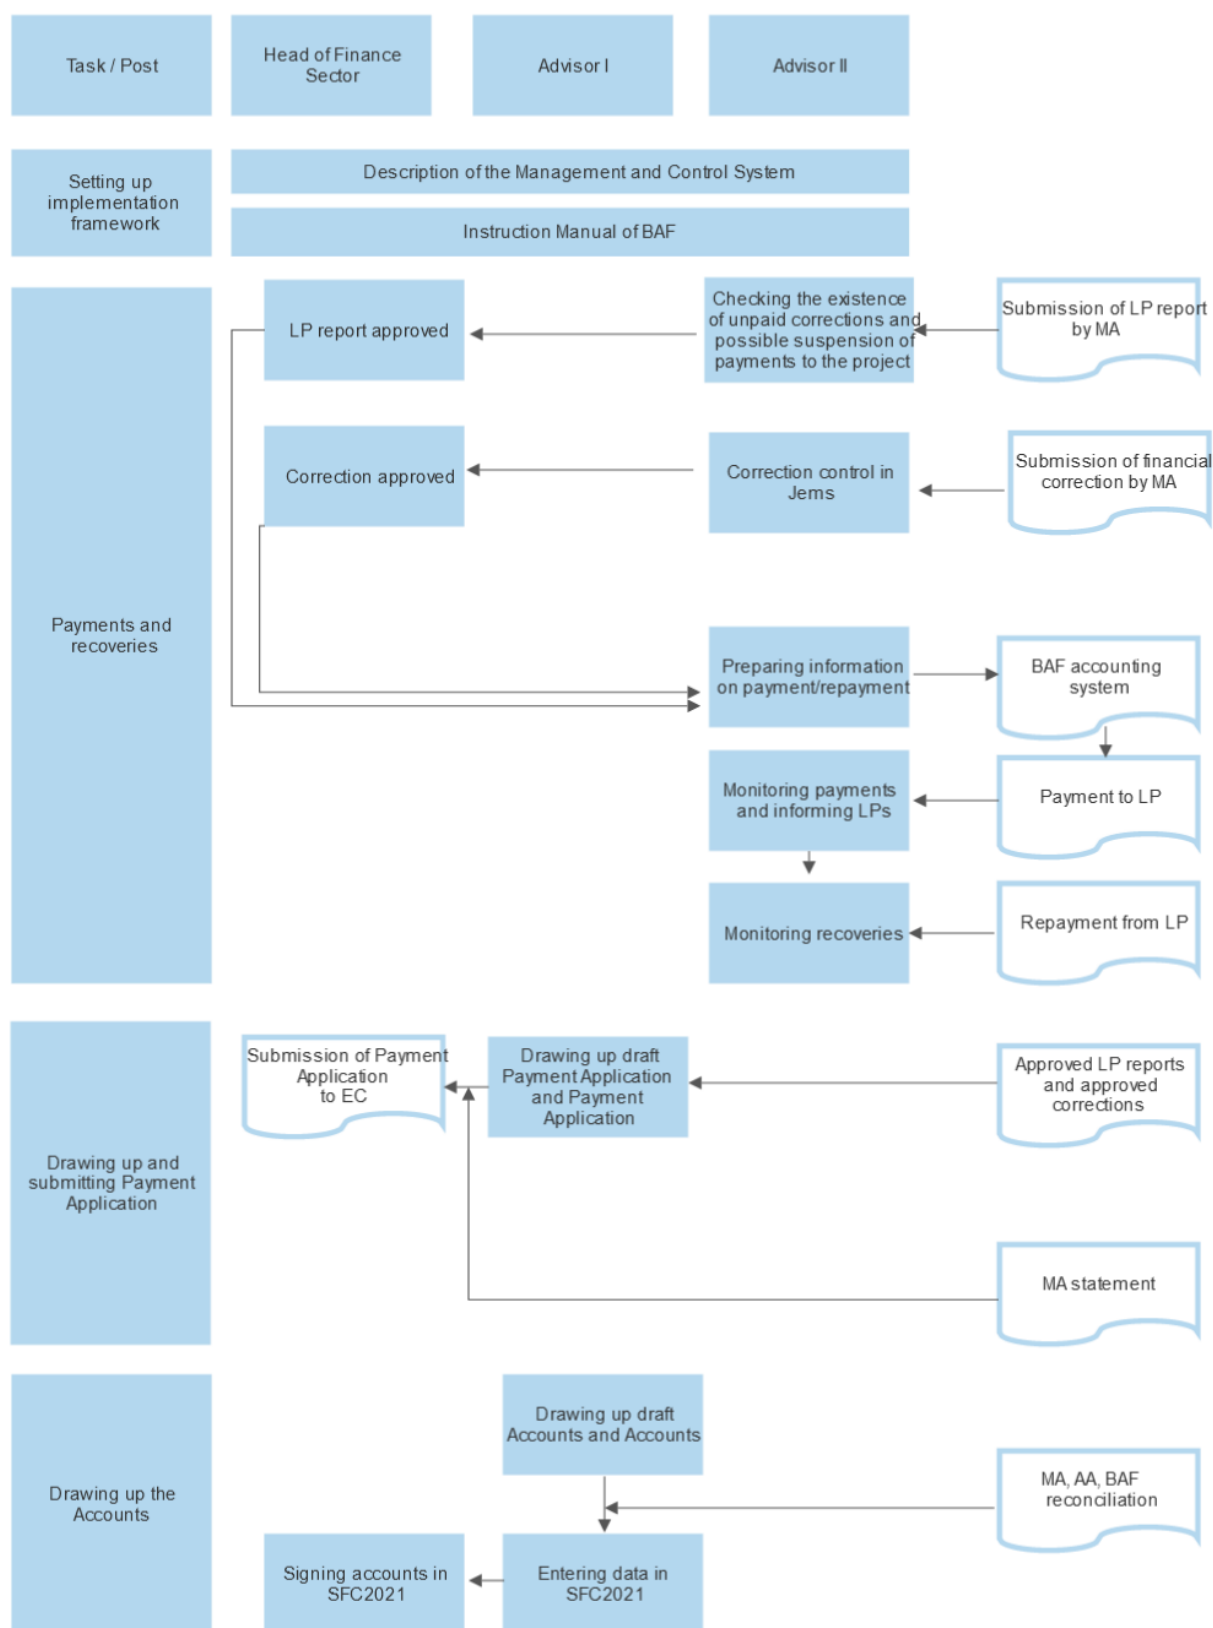 Task / Post
Head of Finance
Sector
Advisor I
Advisor II
Setting up
implementation
framework
Description of the Management and Control System
Instruction Manual of BAF
Payments and
recoveries
LP report approved
Checking the existence
of unpaid corrections and
possible suspension of
payments to the project
Submission of LP report
by MA
Correction approved
Correction control in
Jems
Submission of financial
correction by MA
Preparing information
on payment/repayment
BAF accounting
system
Monitoring payments
and informing LPs
Payment to LP
Monitoring recoveries
Repayment from LP
Drawing up and
submitting Payment
Application
Submission of Payment
Application
to EC
Drawing up draft
Payment Application
and Payment
Application
Approved LP reports
and approved
corrections
MA statement
Drawing up the
Accounts
Drawing up draft
Accounts and Accounts
MA, AA, BAF
reconciliation
Signing accounts in
SFC2021
Entering data in
SFC2021